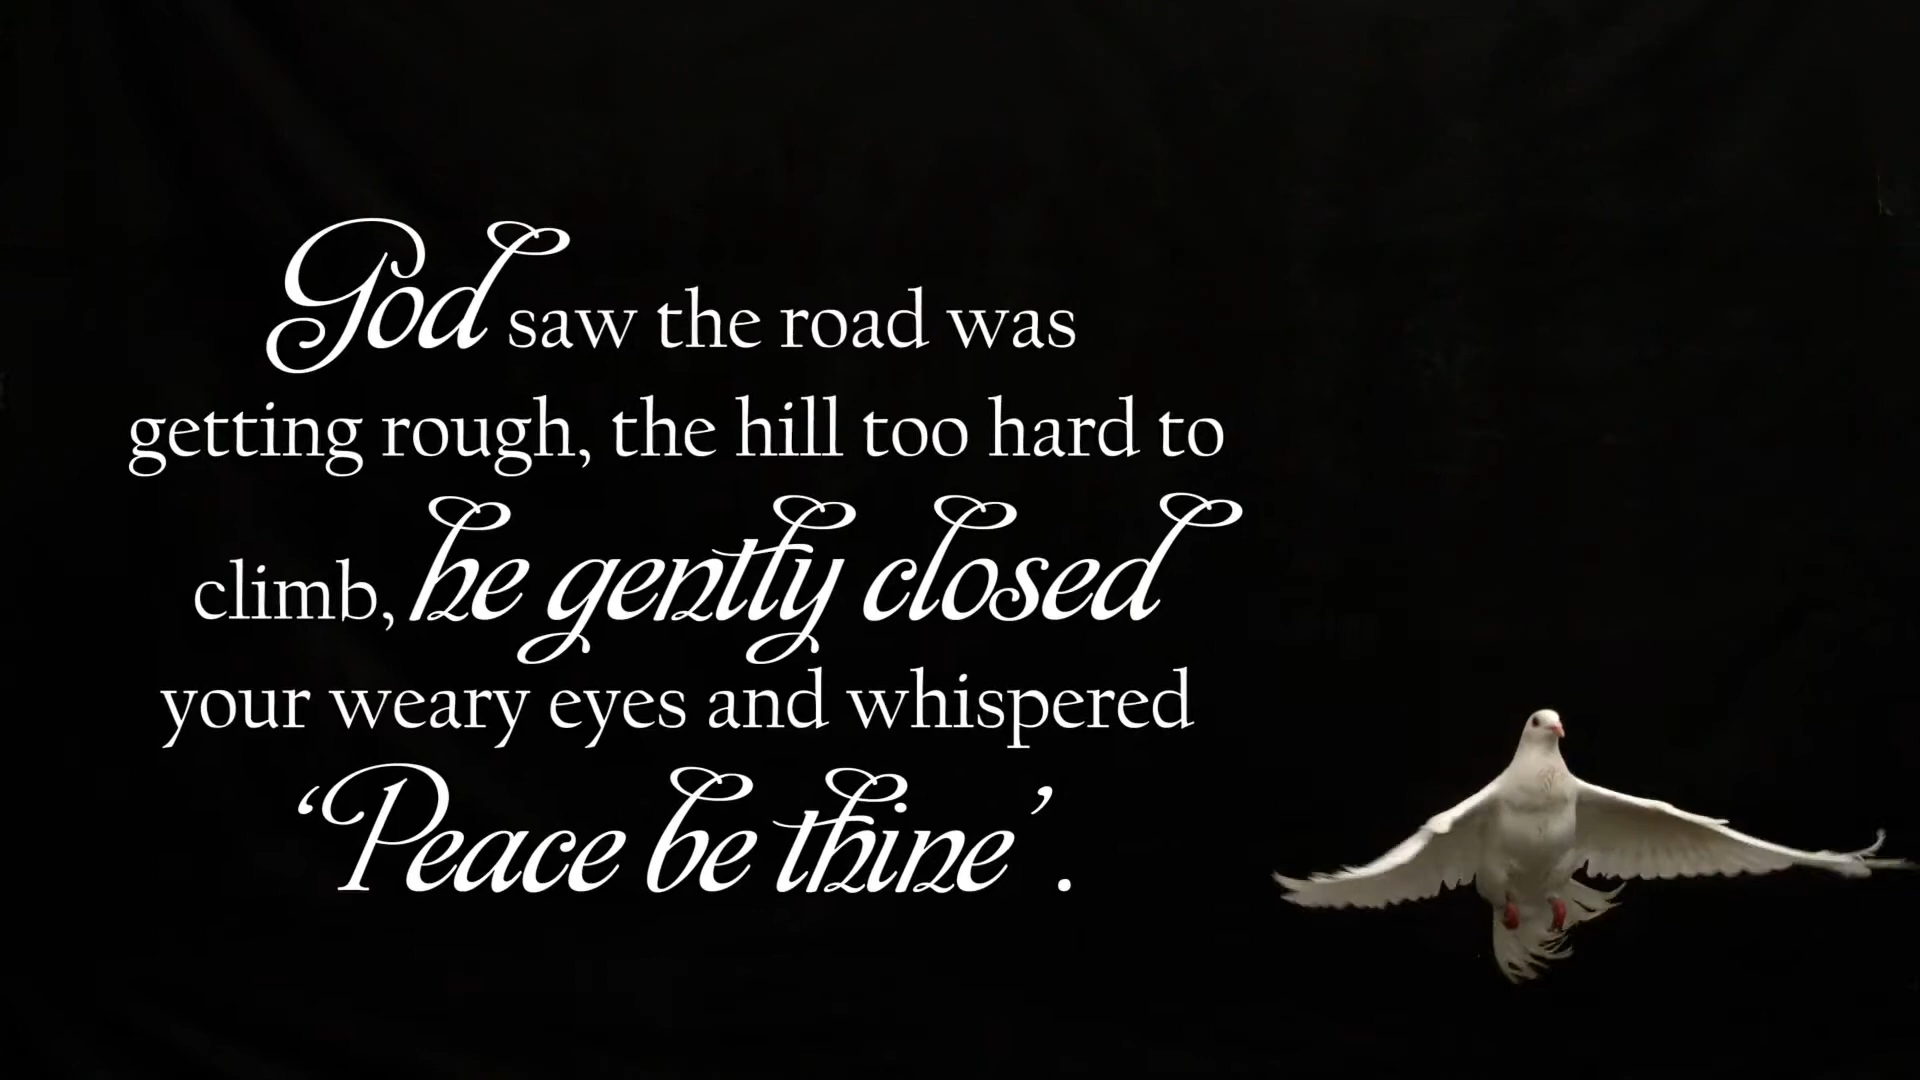 God saw the road was
getting rough, the hill too hard to
climb, he gently closed
your weary eyes and whispered
‘Peace be thine’.